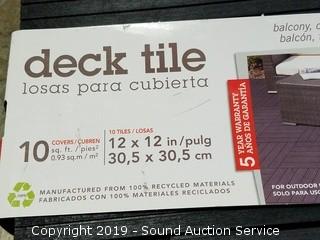 deck tile
losas para cubierta
balcony,
balcón,
10 COVERS/CUBREN
sq. ft. / pies²
0.93 sq.m / m²
10 TILES / LOSAS
12 x 12 in/pulg
30,5 x 30,5 cm
5 YEAR WARRANTY
AÑOS DE GARANTÍA
MANUFACTURED FROM 100% RECYCLED MATERIALS
FABRICADOS CON 100% MATERIALES RECICLADOS
FOR OUTDOOR
SOLO PARA USO
Copyright 2019 - Sound Auction Service